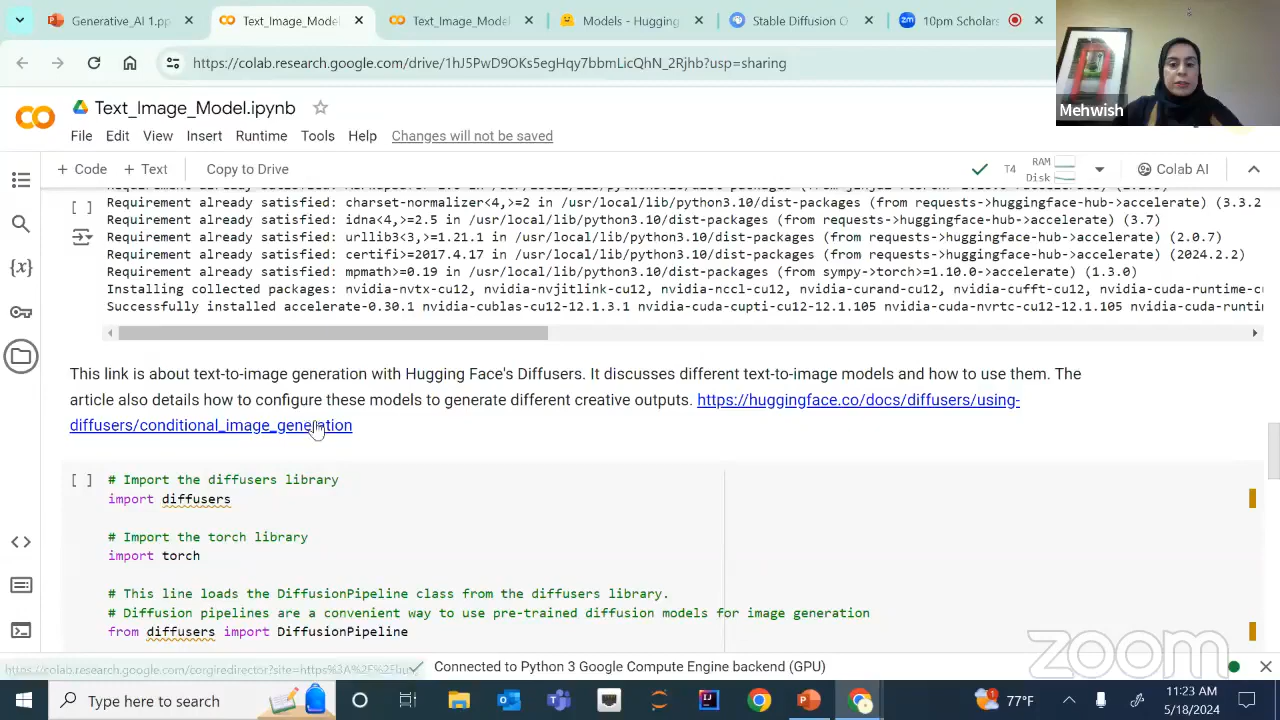 Generative_AI 1.pp
Text_Image_Model.ip
Text_Image_Model.
Models - Hugging
Stable Diffusion O
zm 10pm Scholars
https://colab.research.google.com/drive/1hJ5PwD9OKs5egHqy7bbmLicQhN_2Rjhb?usp=sharing
Mehwish
Text_Image_Model.ipynb
File Edit View Insert Runtime Tools Help Changes will not be saved
+ Code + Text Copy to Drive
T4 RAM Disk Colab AI
[ ] Requirement already satisfied: charset-normalizer<4,>=2 in /usr/local/lib/python3.10/dist-packages (from requests->huggingface-hub->accelerate) (3.3.2
Requirement already satisfied: idna<4,>=2.5 in /usr/local/lib/python3.10/dist-packages (from requests->huggingface-hub->accelerate) (3.7)
Requirement already satisfied: urllib3<3,>=1.21.1 in /usr/local/lib/python3.10/dist-packages (from requests->huggingface-hub->accelerate) (2.0.7)
Requirement already satisfied: certifi>=2017.4.17 in /usr/local/lib/python3.10/dist-packages (from requests->huggingface-hub->accelerate) (2024.2.2)
Requirement already satisfied: mpmath>=0.19 in /usr/local/lib/python3.10/dist-packages (from sympy->torch>=1.10.0->accelerate) (1.3.0)
Installing collected packages: nvidia-nvtx-cu12, nvidia-nvjitlink-cu12, nvidia-nccl-cu12, nvidia-curand-cu12, nvidia-cufft-cu12, nvidia-cuda-runtime-c
Successfully installed accelerate-0.30.1 nvidia-cublas-cu12-12.1.3.1 nvidia-cuda-cupti-cu12-12.1.105 nvidia-cuda-nvrtc-cu12-12.1.105 nvidia-cuda-runtin
This link is about text-to-image generation with Hugging Face's Diffusers. It discusses different text-to-image models and how to use them. The
article also details how to configure these models to generate different creative outputs. https://huggingface.co/docs/diffusers/using-
diffusers/conditional_image_generation
[ ] # Import the diffusers library
import diffusers
# Import the torch library
import torch
# This line loads the DiffusionPipeline class from the diffusers library.
# Diffusion pipelines are a convenient way to use pre-trained diffusion models for image generation
from diffusers import DiffusionPipeline
zoom
Connected to Python 3 Google Compute Engine backend (GPU)
Type here to search
77°F
11:23 AM
5/18/2024